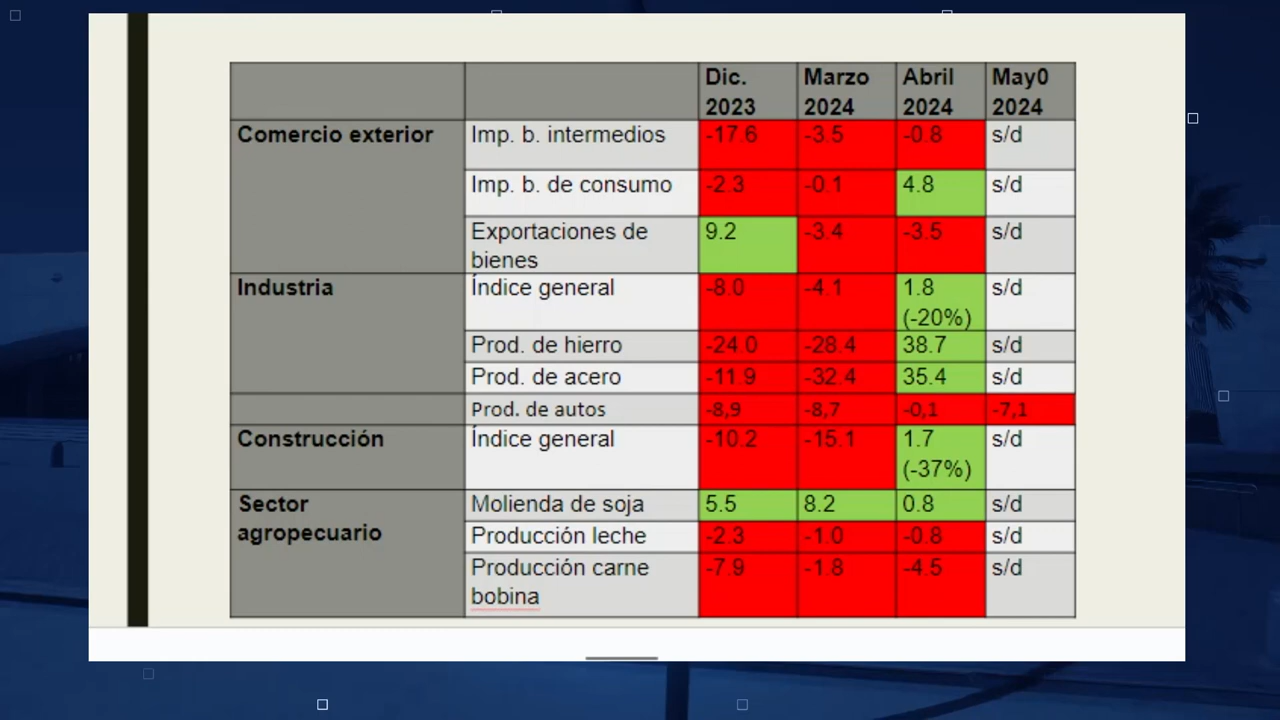 Dic. 2023 Marzo 2024 Abril 2024 May0 2024
Comercio exterior Imp. b. intermedios -17.6 -3.5 -0.8 s/d
Imp. b. de consumo -2.3 -0.1 4.8 s/d
Exportaciones de bienes 9.2 -3.4 -3.5 s/d
Industria Índice general -8.0 -4.1 1.8 (-20%) s/d
Prod. de hierro -24.0 -28.4 38.7 s/d
Prod. de acero -11.9 -32.4 35.4 s/d
Prod. de autos -8,9 -8,7 -0,1 -7,1
Construcción Índice general -10.2 -15.1 1.7 (-37%) s/d
Sector agropecuario Molienda de soja 5.5 8.2 0.8 s/d
Producción leche -2.3 -1.0 -0.8 s/d
Producción carne bobina -7.9 -1.8 -4.5 s/d